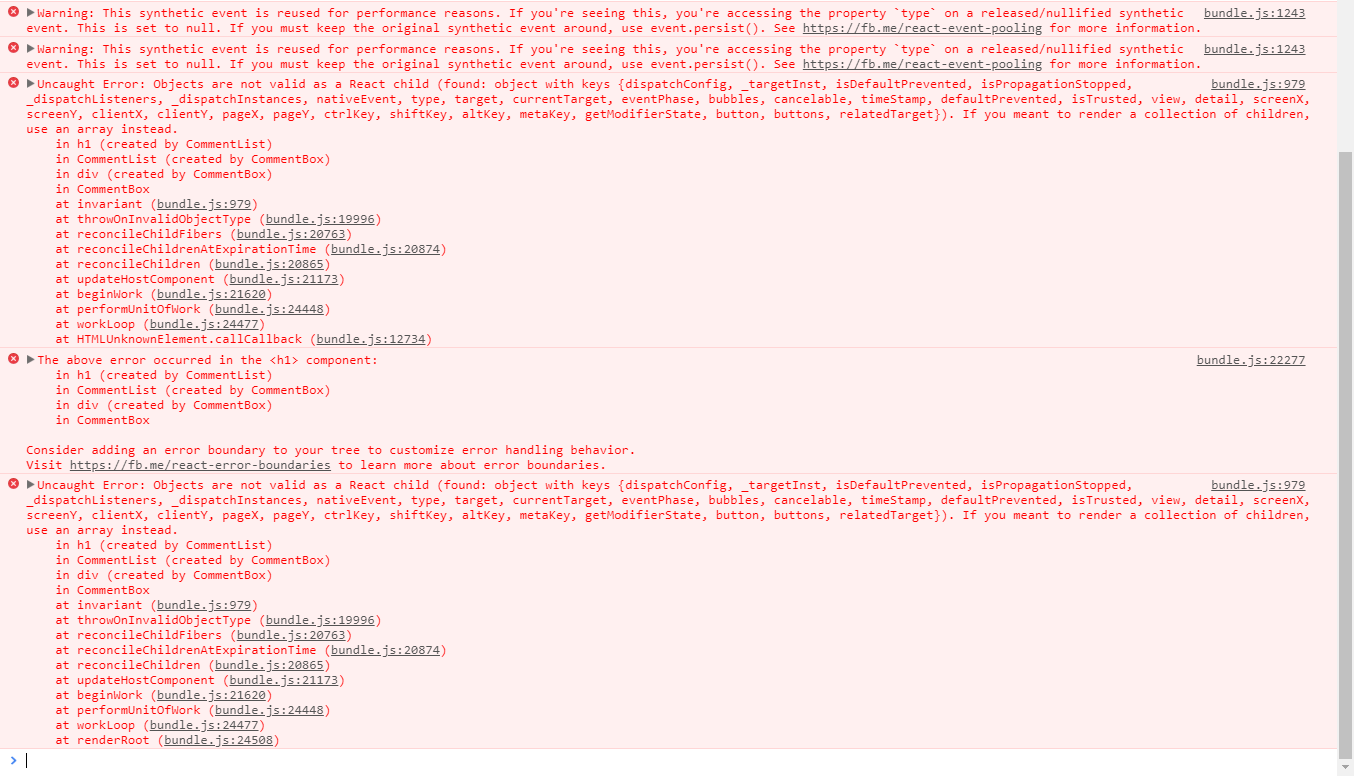 Warning: This synthetic event is reused for performance reasons. If you're seeing this, you're accessing the property `type` on a released/nullified synthetic bundle.js:1243
event. This is set to null. If you must keep the original synthetic event around, use event.persist(). See https://fb.me/react-event-pooling for more information.
Warning: This synthetic event is reused for performance reasons. If you're seeing this, you're accessing the property `type` on a released/nullified synthetic bundle.js:1243
event. This is set to null. If you must keep the original synthetic event around, use event.persist(). See https://fb.me/react-event-pooling for more information.
Uncaught Error: Objects are not valid as a React child (found: object with keys {dispatchConfig, _targetInst, isDefaultPrevented, isPropagationStopped, bundle.js:979
_dispatchListeners, _dispatchInstances, nativeEvent, type, target, currentTarget, eventPhase, bubbles, cancelable, timeStamp, defaultPrevented, isTrusted, view, detail, screenX,
screenY, clientX, clientY, pageX, pageY, ctrlKey, shiftKey, altKey, metaKey, getModifierState, button, buttons, relatedTarget}). If you meant to render a collection of children,
use an array instead.
in h1 (created by CommentList)
in CommentList (created by CommentBox)
in div (created by CommentBox)
in CommentBox
at invariant (bundle.js:979)
at throwOnInvalidObjectType (bundle.js:19996)
at reconcileChildFibers (bundle.js:20763)
at reconcileChildrenAtExpirationTime (bundle.js:20874)
at reconcileChildren (bundle.js:20865)
at updateHostComponent (bundle.js:21173)
at beginWork (bundle.js:21620)
at performUnitOfWork (bundle.js:24448)
at workLoop (bundle.js:24477)
at HTMLUnknownElement.callCallback (bundle.js:12734)
The above error occurred in the <h1> component: bundle.js:22277
in h1 (created by CommentList)
in CommentList (created by CommentBox)
in div (created by CommentBox)
in CommentBox
Consider adding an error boundary to your tree to customize error handling behavior.
Visit https://fb.me/react-error-boundaries to learn more about error boundaries.
Uncaught Error: Objects are not valid as a React child (found: object with keys {dispatchConfig, _targetInst, isDefaultPrevented, isPropagationStopped, bundle.js:979
_dispatchListeners, _dispatchInstances, nativeEvent, type, target, currentTarget, eventPhase, bubbles, cancelable, timeStamp, defaultPrevented, isTrusted, view, detail, screenX,
screenY, clientX, clientY, pageX, pageY, ctrlKey, shiftKey, altKey, metaKey, getModifierState, button, buttons, relatedTarget}). If you meant to render a collection of children,
use an array instead.
in h1 (created by CommentList)
in CommentList (created by CommentBox)
in div (created by CommentBox)
in CommentBox
at invariant (bundle.js:979)
at throwOnInvalidObjectType (bundle.js:19996)
at reconcileChildFibers (bundle.js:20763)
at reconcileChildrenAtExpirationTime (bundle.js:20874)
at reconcileChildren (bundle.js:20865)
at updateHostComponent (bundle.js:21173)
at beginWork (bundle.js:21620)
at performUnitOfWork (bundle.js:24448)
at workLoop (bundle.js:24477)
at renderRoot (bundle.js:24508)